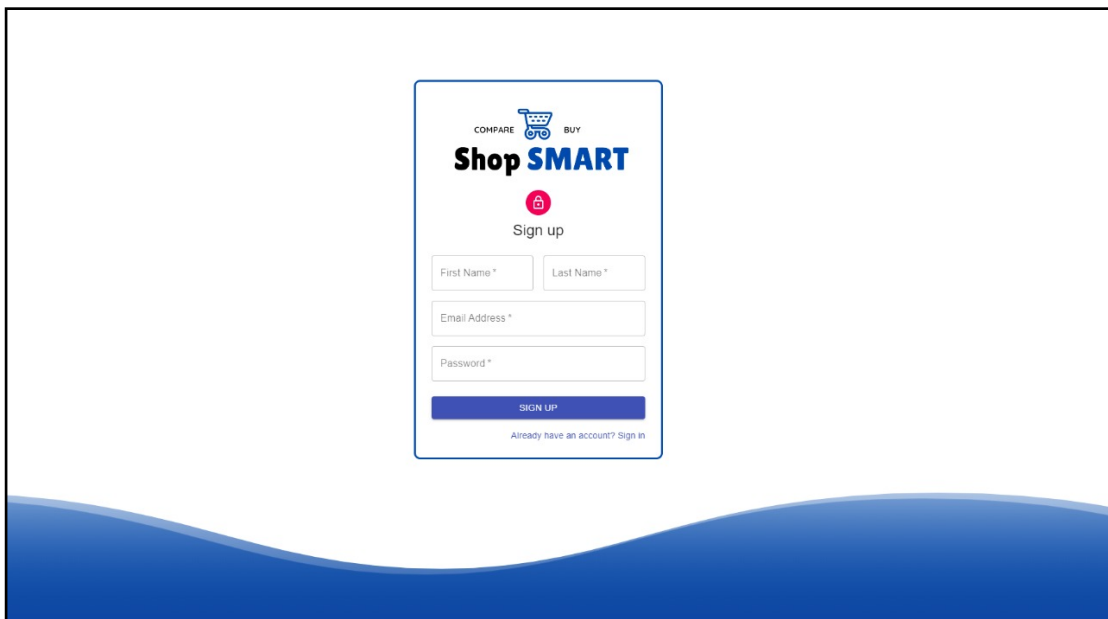 COMPARE BUY
Shop SMART
Sign up
First Name * Last Name *
Email Address *
Password *
SIGN UP
Already have an account? Sign in